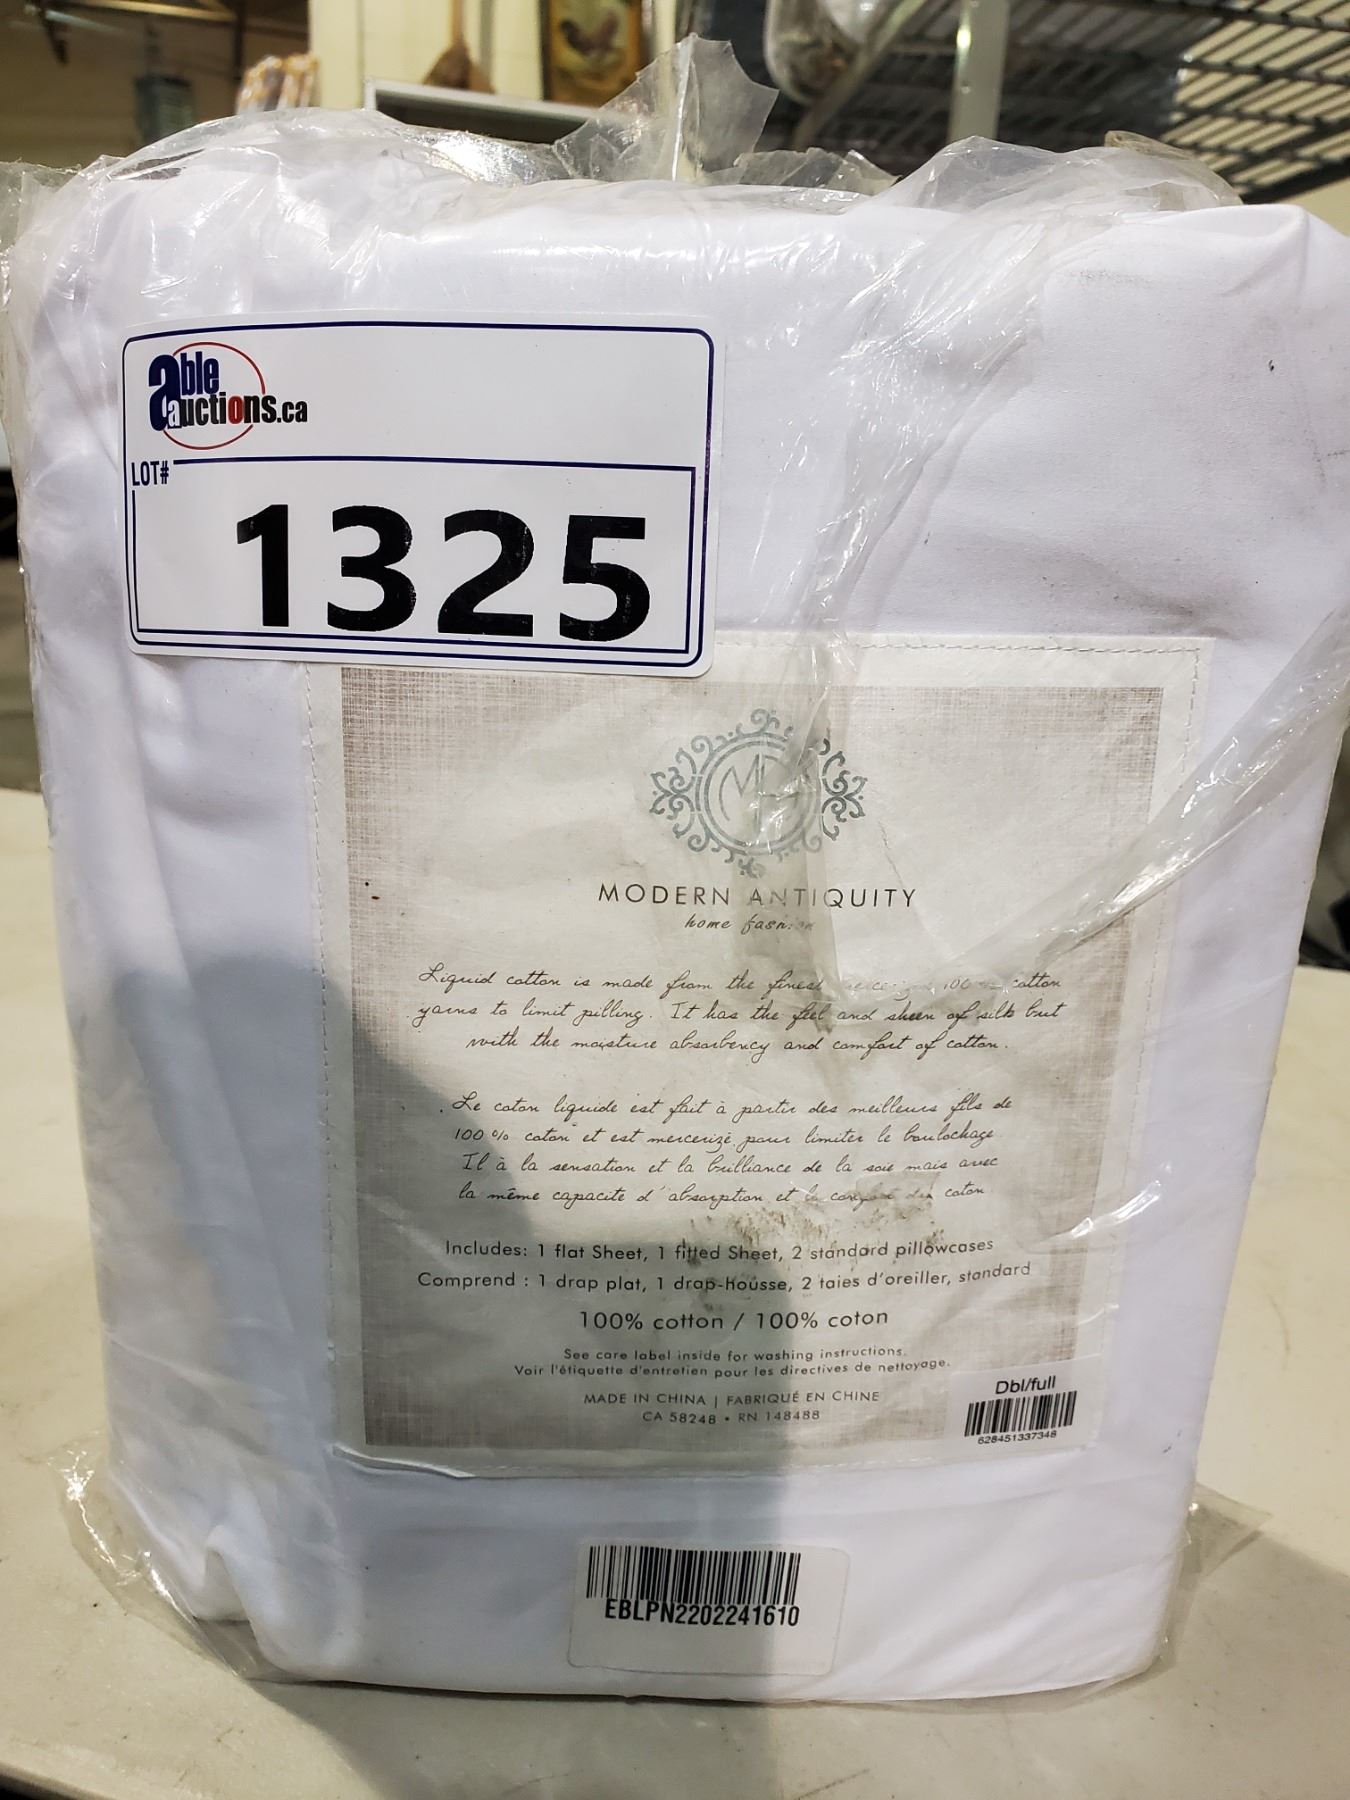 able
auctions.ca
LOT#
1325
MH
MODERN ANTIQUITY
home
Liquid cotton is made from the finest 100 % cotton
yarns to limit pilling. It has the feel and sheen of silk but
with the moisture absorbency and comfort of cotton.
Le coton liquide est fait à partir des meilleurs fils de
100 % coton et est mercerizé pour limiter le boulochage
Il à la sensation et la brilliance de la soie mais avec
la même capacité d'absorption et le confort du coton
Includes: 1 flat Sheet, 1 fitted Sheet, 2 standard pillowcases
Comprend : 1 drap plat, 1 drap-housse, 2 taies d'oreiller, standard
100% cotton / 100% coton
See care label inside for washing instructions.
Voir l'étiquette d'entretien pour les directives de nettoyage.
MADE IN CHINA | FABRIQUÉ EN CHINE
CA 58248 • RN 148488
Dbl/full
628451337348
EBLPN2202241610